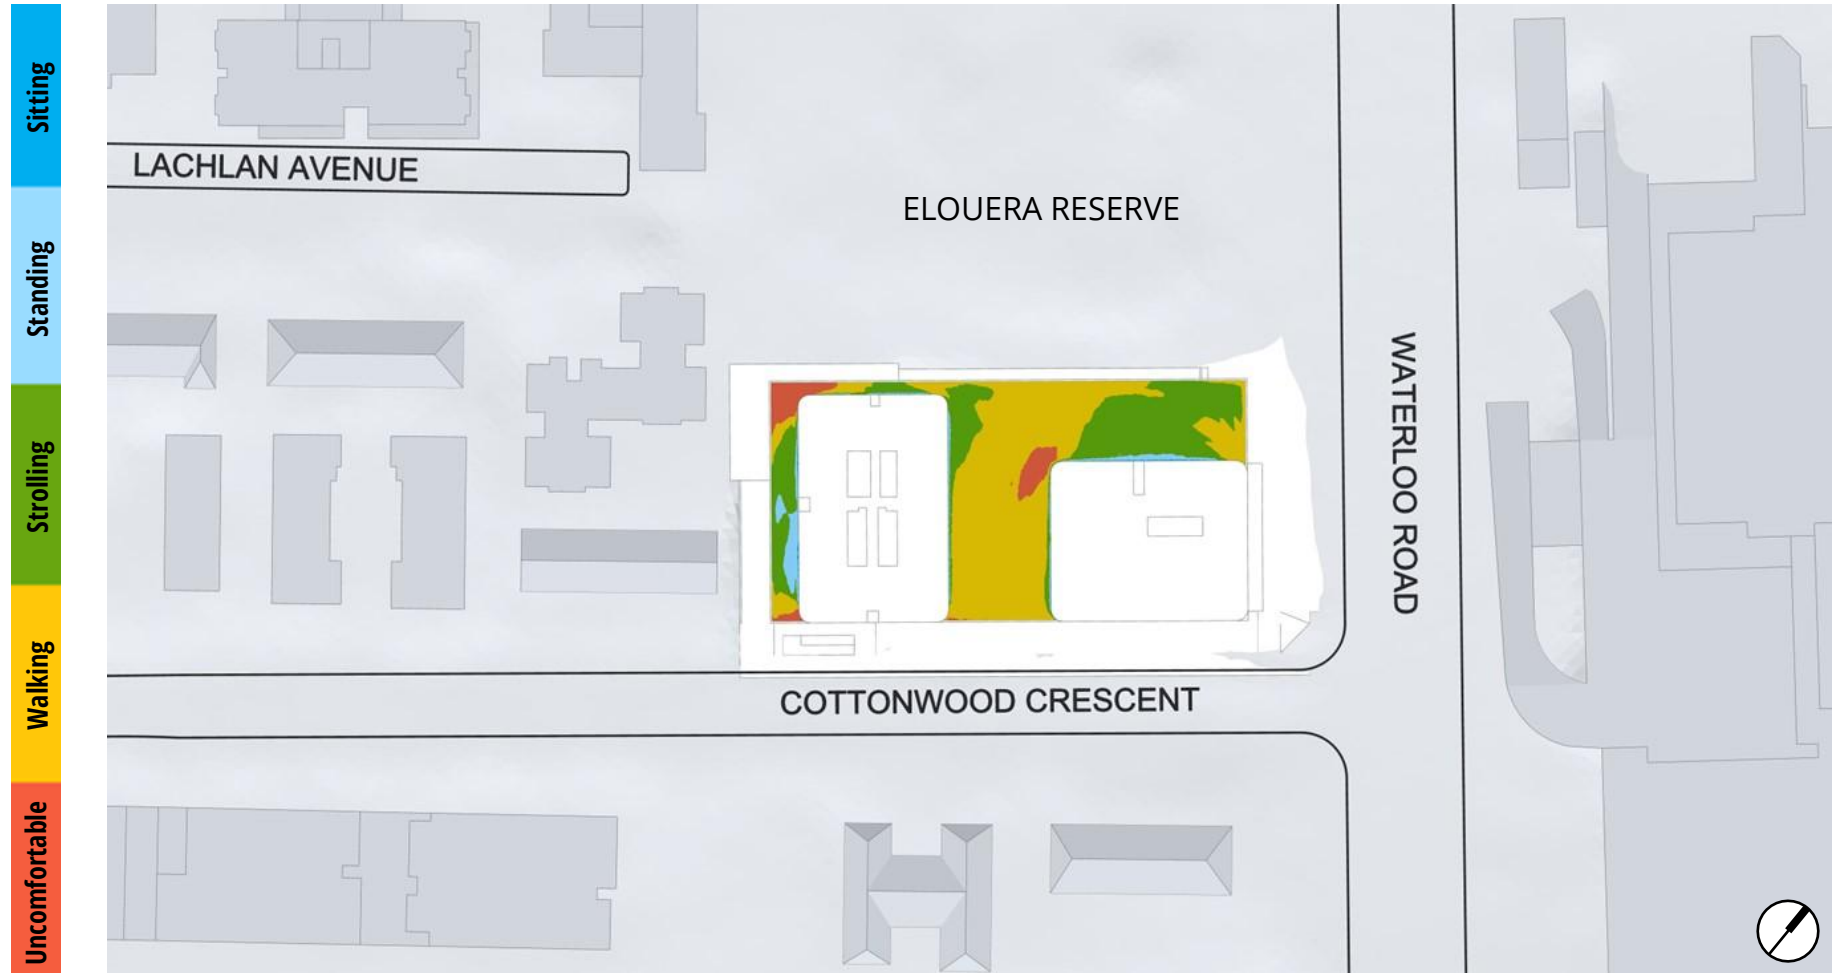 Sitting
Standing
Strolling
Walking
Uncomfortable
LACHLAN AVENUE
ELOUERA RESERVE
WATERLOO ROAD
COTTONWOOD CRESCENT